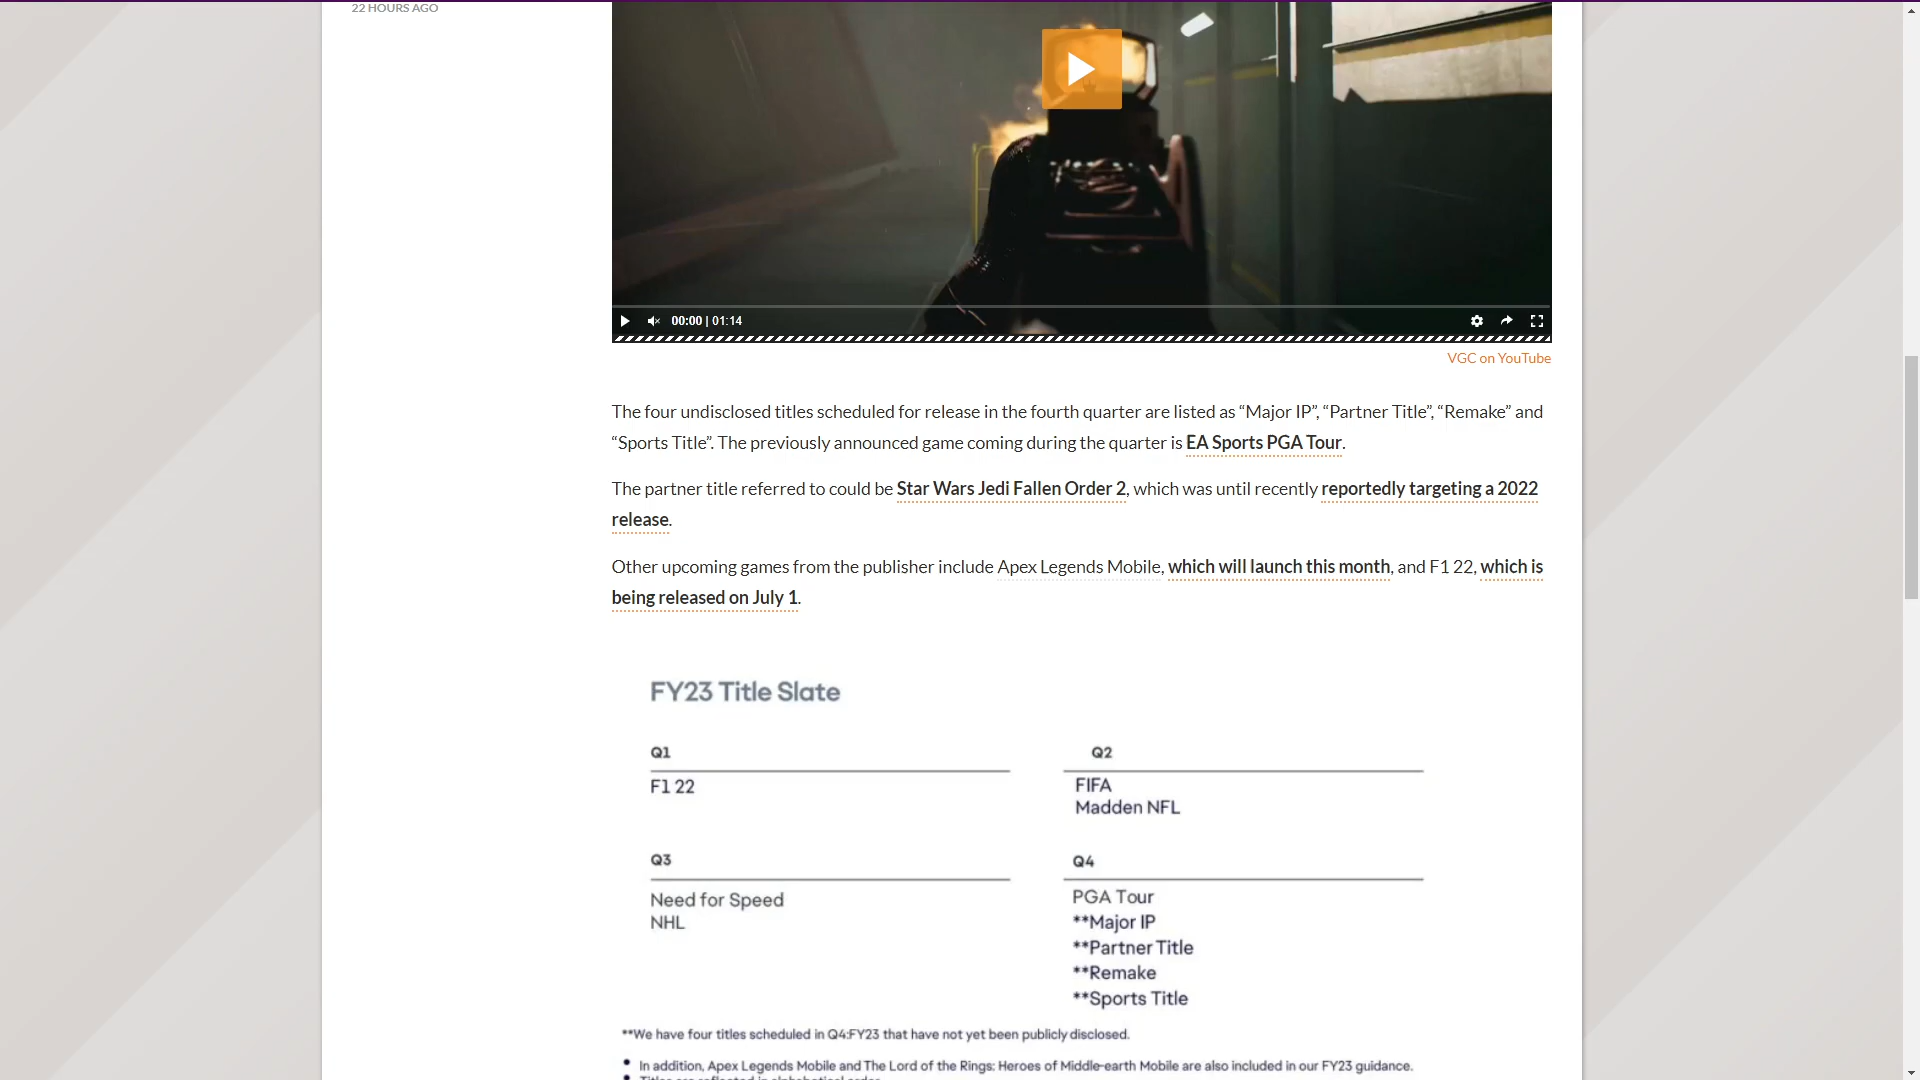 22 HOURS AGO
00:00 | 01:14
VGC on YouTube
The four undisclosed titles scheduled for release in the fourth quarter are listed as “Major IP”, “Partner Title”, “Remake” and
“Sports Title”. The previously announced game coming during the quarter is EA Sports PGA Tour.
The partner title referred to could be Star Wars Jedi Fallen Order 2, which was until recently reportedly targeting a 2022
release.
Other upcoming games from the publisher include Apex Legends Mobile, which will launch this month, and F1 22, which is
being released on July 1.
FY23 Title Slate
Q1
F1 22
Q2
FIFA
Madden NFL
Q3
Need for Speed
NHL
Q4
PGA Tour
**Major IP
**Partner Title
**Remake
**Sports Title
**We have four titles scheduled in Q4:FY23 that have not yet been publicly disclosed.
• In addition, Apex Legends Mobile and The Lord of the Rings: Heroes of Middle-earth Mobile are also included in our FY23 guidance.